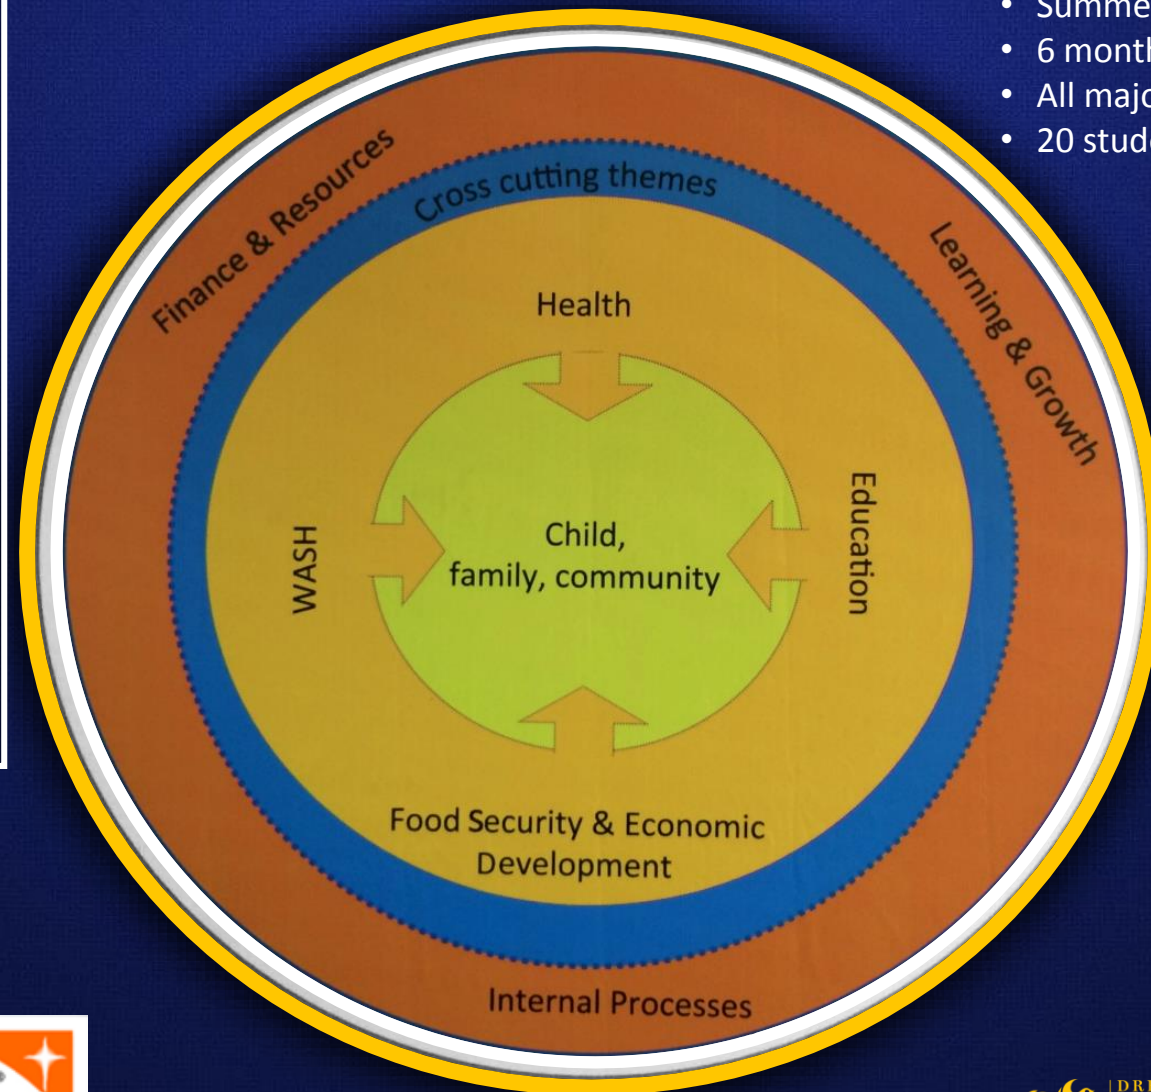 • 6 month
• All majo
• 20 stud
Finance & Resources
Cross cutting themes
Learning & Growth
Health
WASH
Child,
family, community
Education
Food Security & Economic
Development
Internal Processes